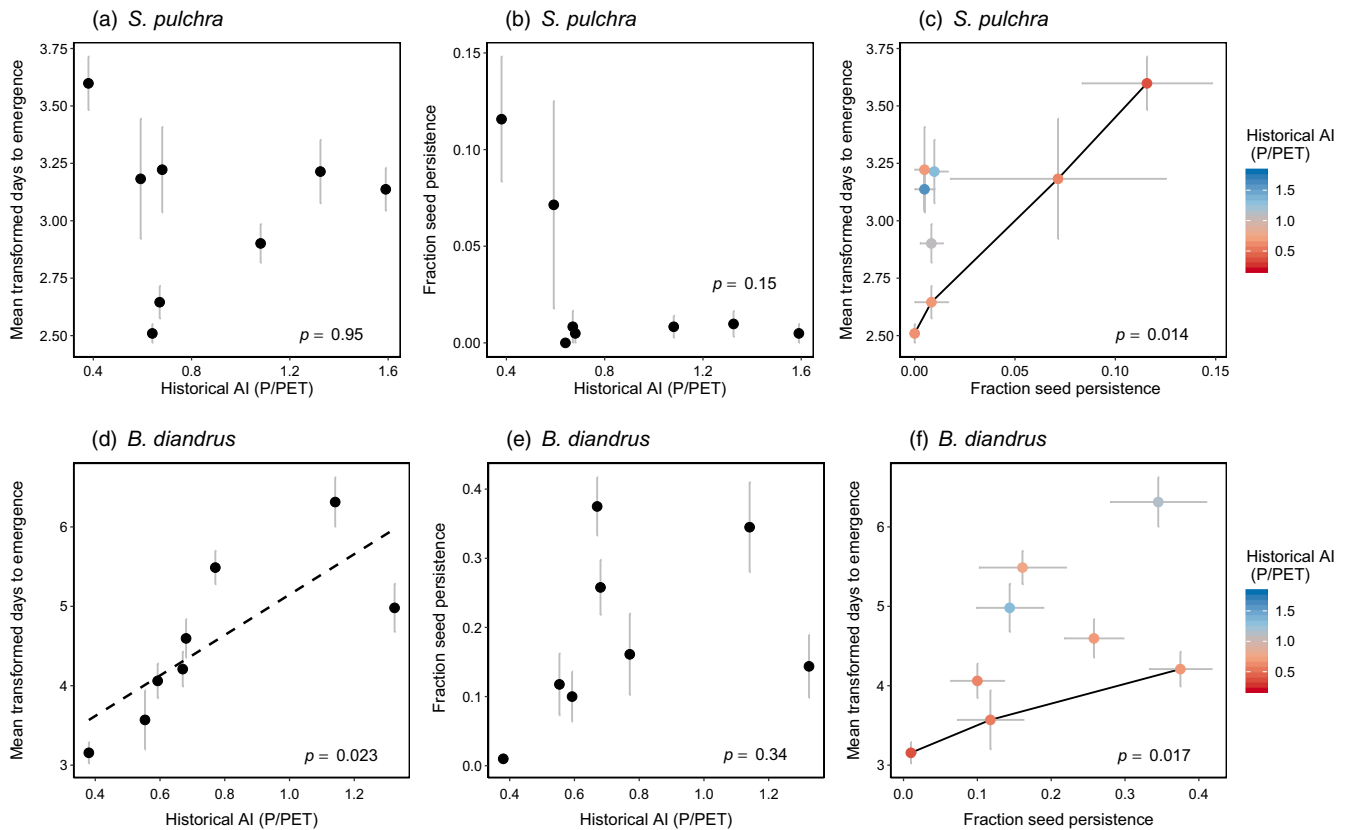 (a) S. pulchra
(b) S. pulchra
(c) S. pulchra
Mean transformed days to emergence
3.75
3.50
3.25
3.00
2.75
2.50
p = 0.95
0.4
0.8
1.2
1.6
Historical AI (P/PET)
Fraction seed persistence
0.15
0.10
0.05
0.00
p = 0.15
0.4
0.8
1.2
1.6
Historical AI (P/PET)
Mean transformed days to emergence
3.75
3.50
3.25
3.00
2.75
2.50
p = 0.014
0.00
0.05
0.10
0.15
Fraction seed persistence
Historical AI
(P/PET)
1.5
1.0
0.5
(d) B. diandrus
(e) B. diandrus
(f) B. diandrus
Mean transformed days to emergence
6
5
4
3
p = 0.023
0.4
0.6
0.8
1.0
1.2
Historical AI (P/PET)
Fraction seed persistence
0.4
0.3
0.2
0.1
0.0
p = 0.34
0.4
0.6
0.8
1.0
1.2
Historical AI (P/PET)
Mean transformed days to emergence
6
5
4
3
p = 0.017
0.0
0.1
0.2
0.3
0.4
Fraction seed persistence
Historical AI
(P/PET)
1.5
1.0
0.5